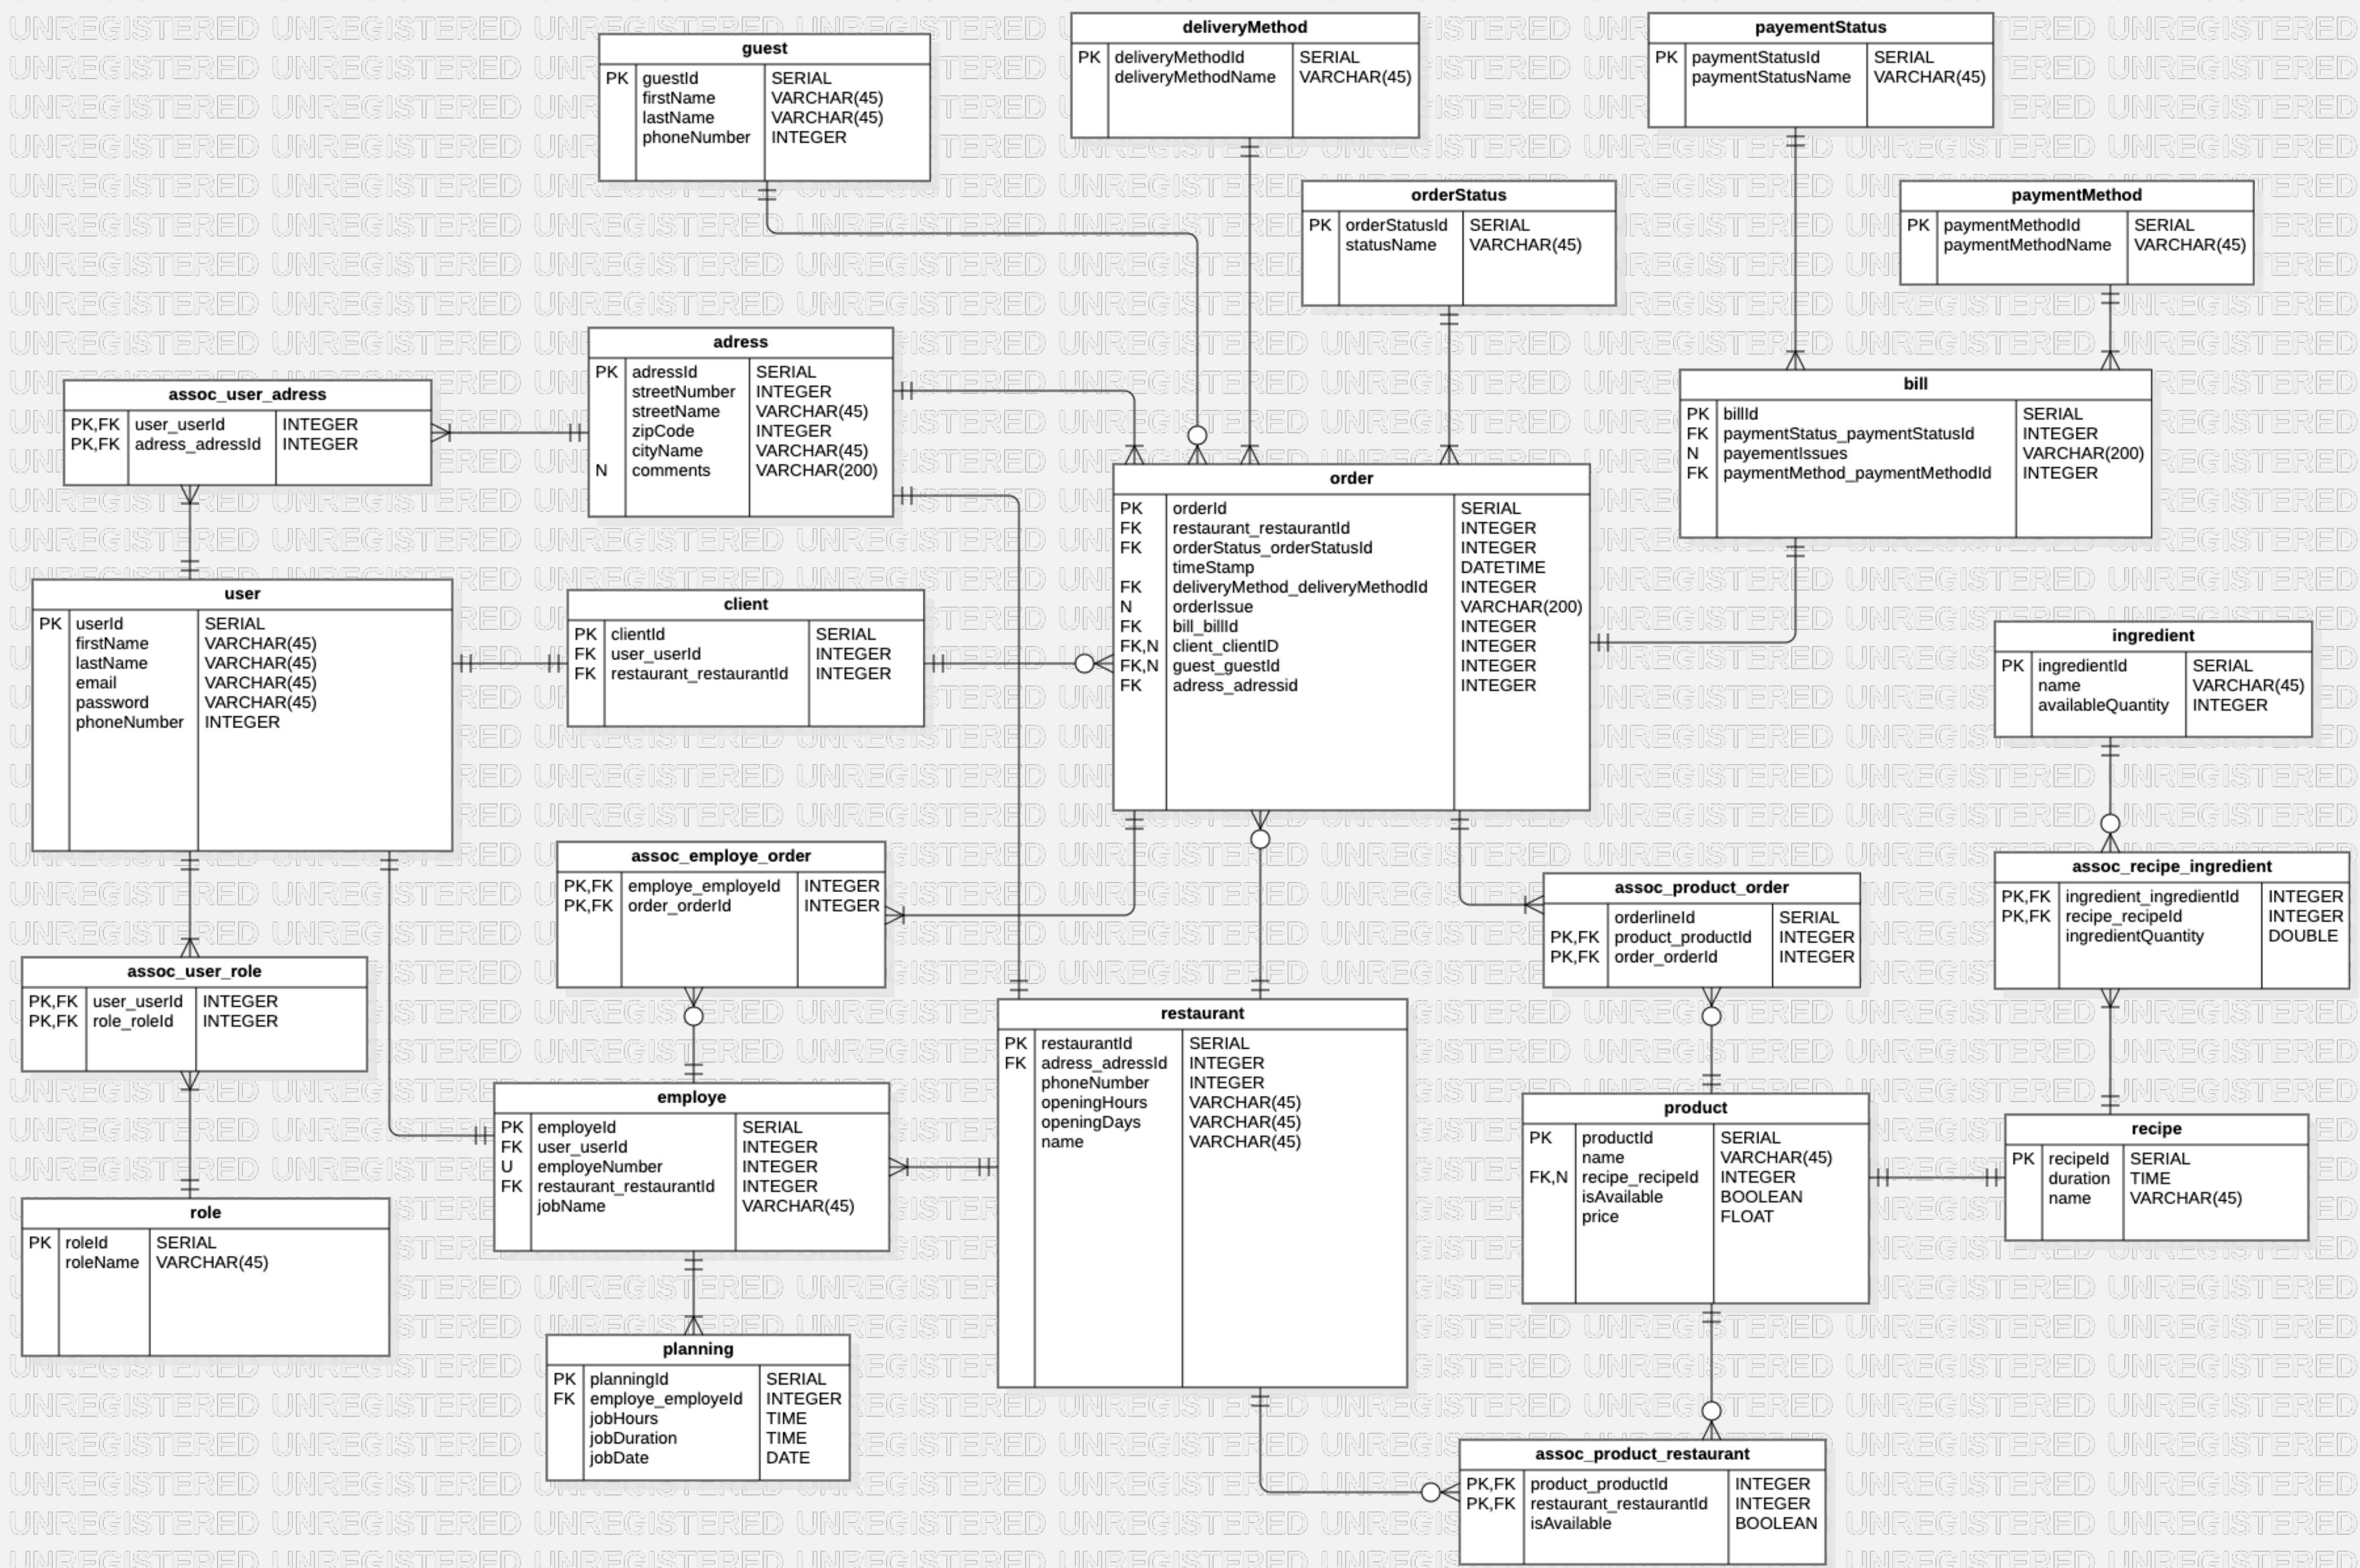 guest
PK guestId SERIAL
firstName VARCHAR(45)
lastName VARCHAR(45)
phoneNumber INTEGER
deliveryMethod
PK deliveryMethodId SERIAL
deliveryMethodName VARCHAR(45)
payementStatus
PK paymentStatusId SERIAL
paymentStatusName VARCHAR(45)
orderStatus
PK orderStatusId SERIAL
statusName VARCHAR(45)
paymentMethod
PK paymentMethodId SERIAL
paymentMethodName VARCHAR(45)
adress
PK adressId SERIAL
streetNumber INTEGER
streetName VARCHAR(45)
zipCode INTEGER
cityName VARCHAR(45)
N comments VARCHAR(200)
assoc_user_adress
PK,FK user_userId INTEGER
PK,FK adress_adressId INTEGER
bill
PK billId SERIAL
FK paymentStatus_paymentStatusId INTEGER
N payementIssues VARCHAR(200)
FK paymentMethod_paymentMethodId INTEGER
order
PK orderId SERIAL
FK restaurant_restaurantId INTEGER
FK orderStatus_orderStatusId INTEGER
timeStamp DATETIME
FK deliveryMethod_deliveryMethodId INTEGER
N orderIssue VARCHAR(200)
FK bill_billId INTEGER
FK,N client_clientID INTEGER
FK,N guest_guestId INTEGER
FK adress_adressid INTEGER
user
PK userId SERIAL
firstName VARCHAR(45)
lastName VARCHAR(45)
email VARCHAR(45)
password VARCHAR(45)
phoneNumber INTEGER
client
PK clientId SERIAL
FK user_userId INTEGER
FK restaurant_restaurantId INTEGER
ingredient
PK ingredientId SERIAL
name VARCHAR(45)
availableQuantity INTEGER
assoc_employe_order
PK,FK employe_employeId INTEGER
PK,FK order_orderId INTEGER
assoc_product_order
orderlineId SERIAL
PK,FK product_productId INTEGER
PK,FK order_orderId INTEGER
assoc_recipe_ingredient
PK,FK ingredient_ingredientId INTEGER
PK,FK recipe_recipeId INTEGER
ingredientQuantity DOUBLE
assoc_user_role
PK,FK user_userId INTEGER
PK,FK role_roleId INTEGER
restaurant
PK restaurantId SERIAL
FK adress_adressId INTEGER
phoneNumber INTEGER
openingHours VARCHAR(45)
openingDays VARCHAR(45)
name VARCHAR(45)
employe
PK employeId SERIAL
FK user_userId INTEGER
U employeNumber INTEGER
FK restaurant_restaurantId INTEGER
jobName VARCHAR(45)
product
PK productId SERIAL
name VARCHAR(45)
FK,N recipe_recipeId INTEGER
isAvailable BOOLEAN
price FLOAT
recipe
PK recipeId SERIAL
duration TIME
name VARCHAR(45)
role
PK roleId SERIAL
roleName VARCHAR(45)
planning
PK planningId SERIAL
FK employe_employeId INTEGER
jobHours TIME
jobDuration TIME
jobDate DATE
assoc_product_restaurant
PK,FK product_productId INTEGER
PK,FK restaurant_restaurantId INTEGER
isAvailable BOOLEAN
UNREGISTERED